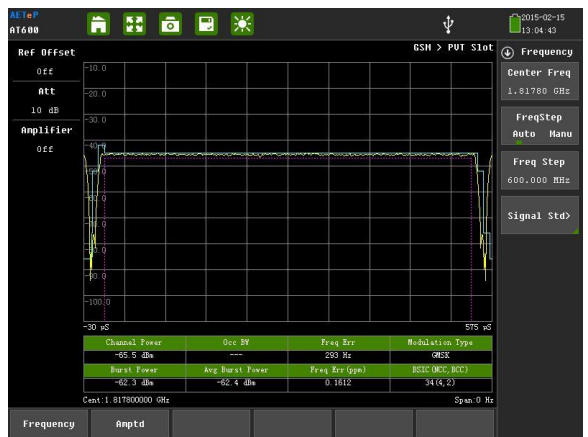 AETeP
AT600
2015-02-15
13:04:43
GSM > PVT Slot
Ref Offset
Off
Att
10 dB
Amplifier
Off
-10.0
-20.0
-30.0
-40.0
-100.0
-30 μS
575 μS
Channel Power Occ BW Freq Err Modulation Type
-65.5 dBm --- 293 Hz GMSK
Burst Power Avg Burst Power Freq Err(ppm) BSIC(NCC,BCC)
-62.3 dBm -62.4 dBm 0.1612 34(4,2)
Cent:1.817800000 GHz Span:0 Hz
Frequency
Center Freq
1.81780 GHz
FreqStep
Auto Manu
Freq Step
600.000 MHz
Signal Std>
Frequency Amptd